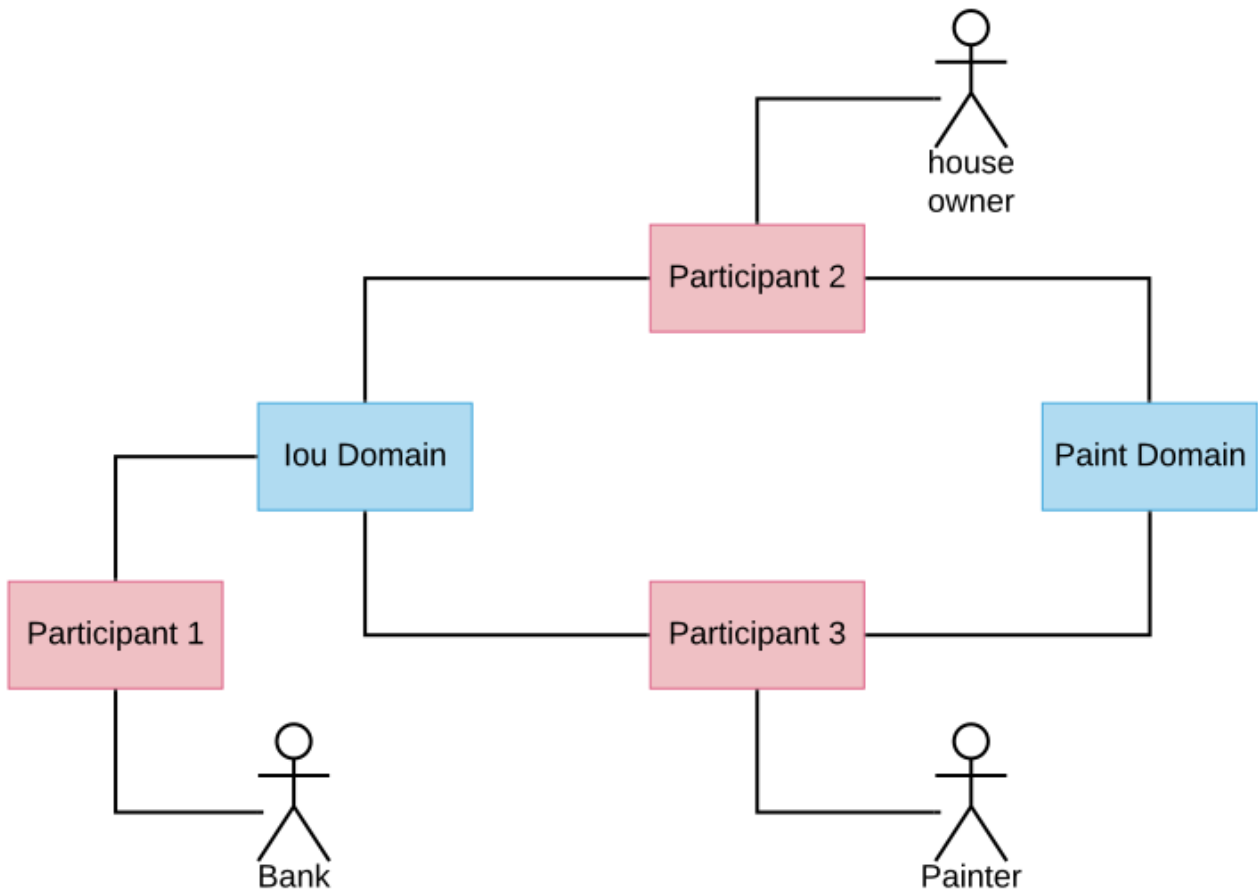 house
owner
Participant 2
Iou Domain
Paint Domain
Participant 1
Participant 3
Bank
Painter